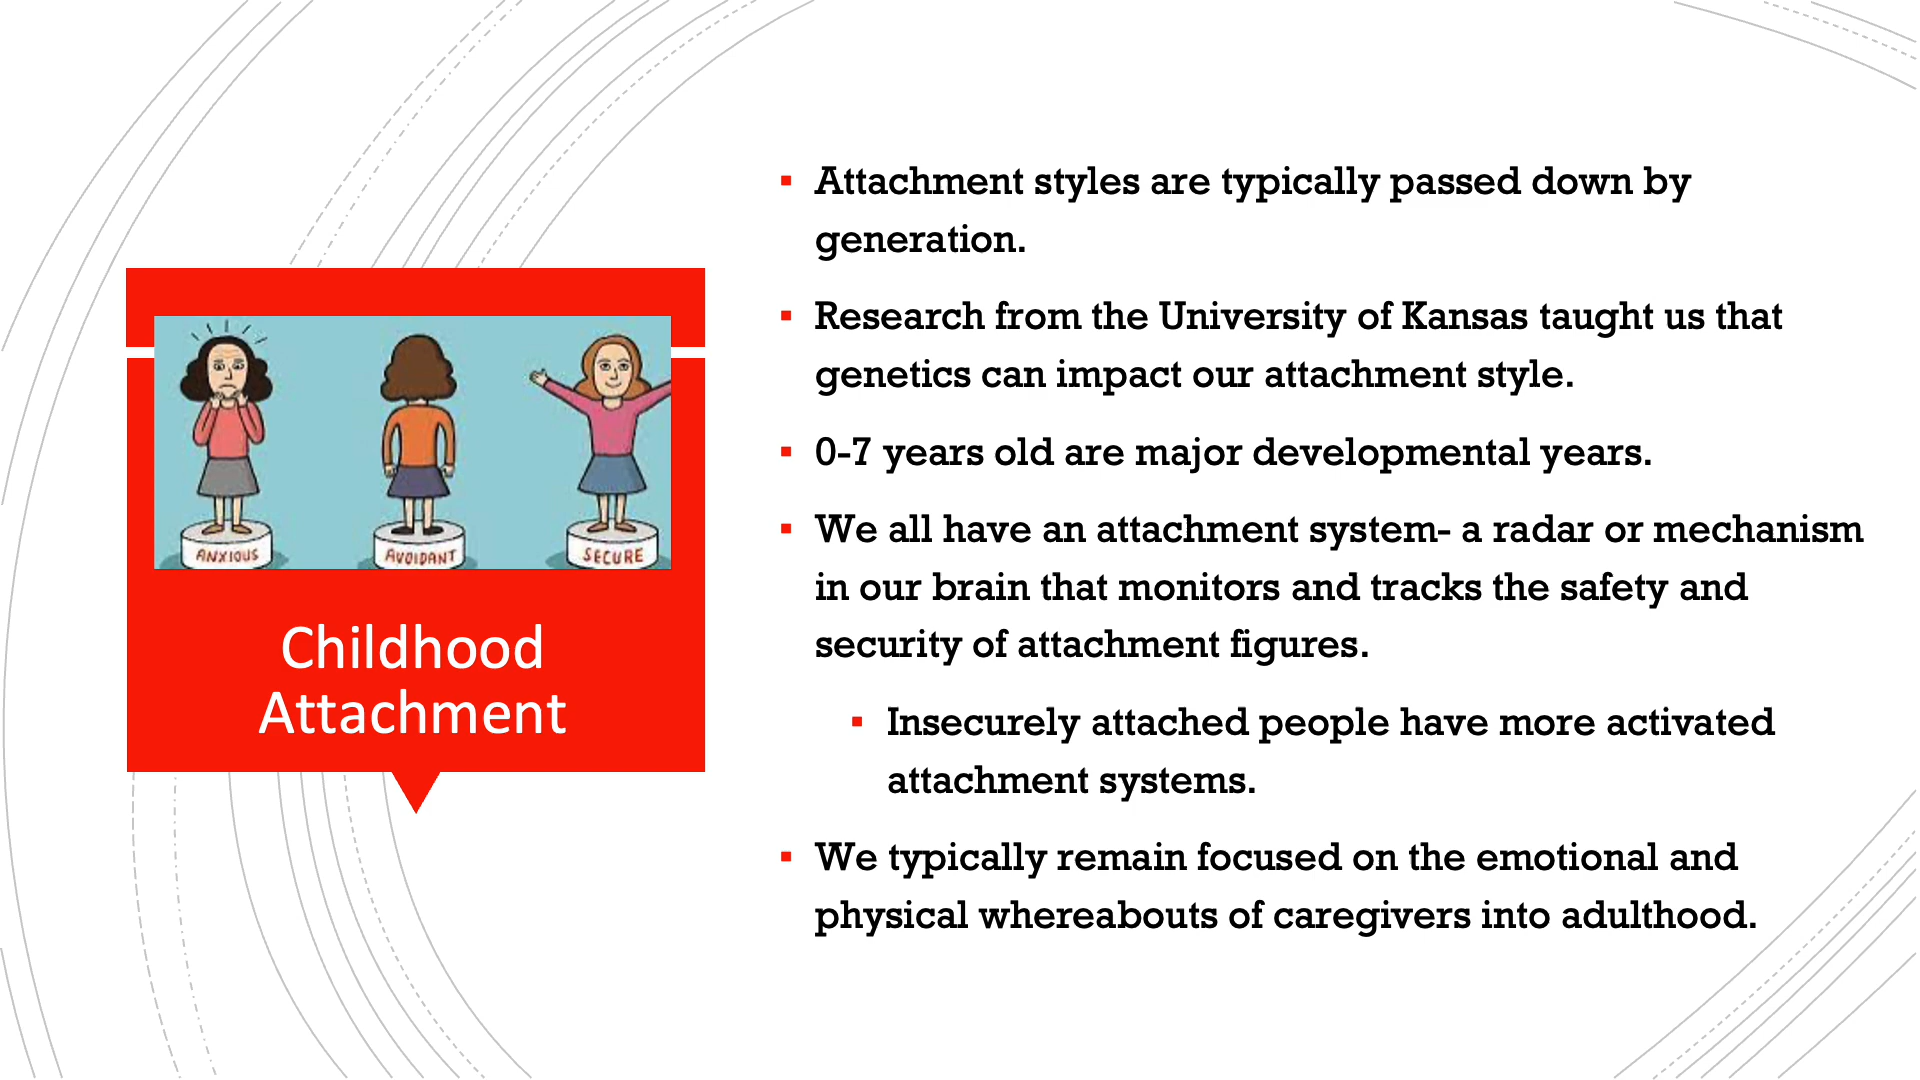 ANXIOUS
AVOIDANT
SECURE
Childhood
Attachment
▪ Attachment styles are typically passed down by
generation.
▪ Research from the University of Kansas taught us that
genetics can impact our attachment style.
▪ 0-7 years old are major developmental years.
▪ We all have an attachment system- a radar or mechanism
in our brain that monitors and tracks the safety and
security of attachment figures.
▪ Insecurely attached people have more activated
attachment systems.
▪ We typically remain focused on the emotional and
physical whereabouts of caregivers into adulthood.